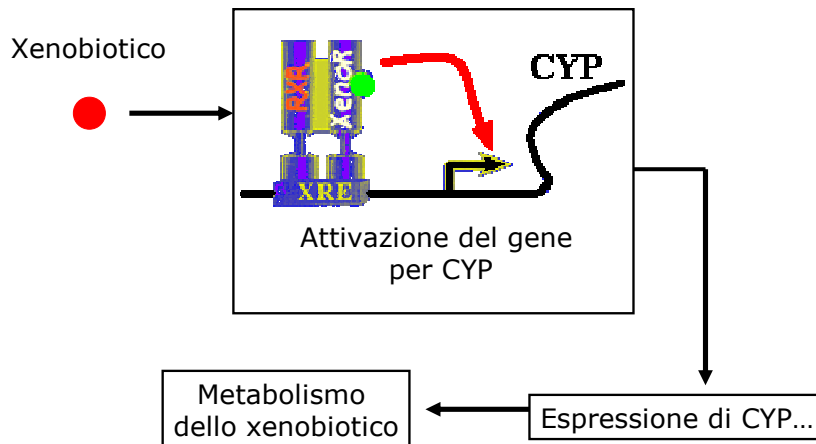 Xenobiotico
RXR
XenoR
CYP
XRE
Attivazione del gene
per CYP
Espressione di CYP...
Metabolismo
dello xenobiotico